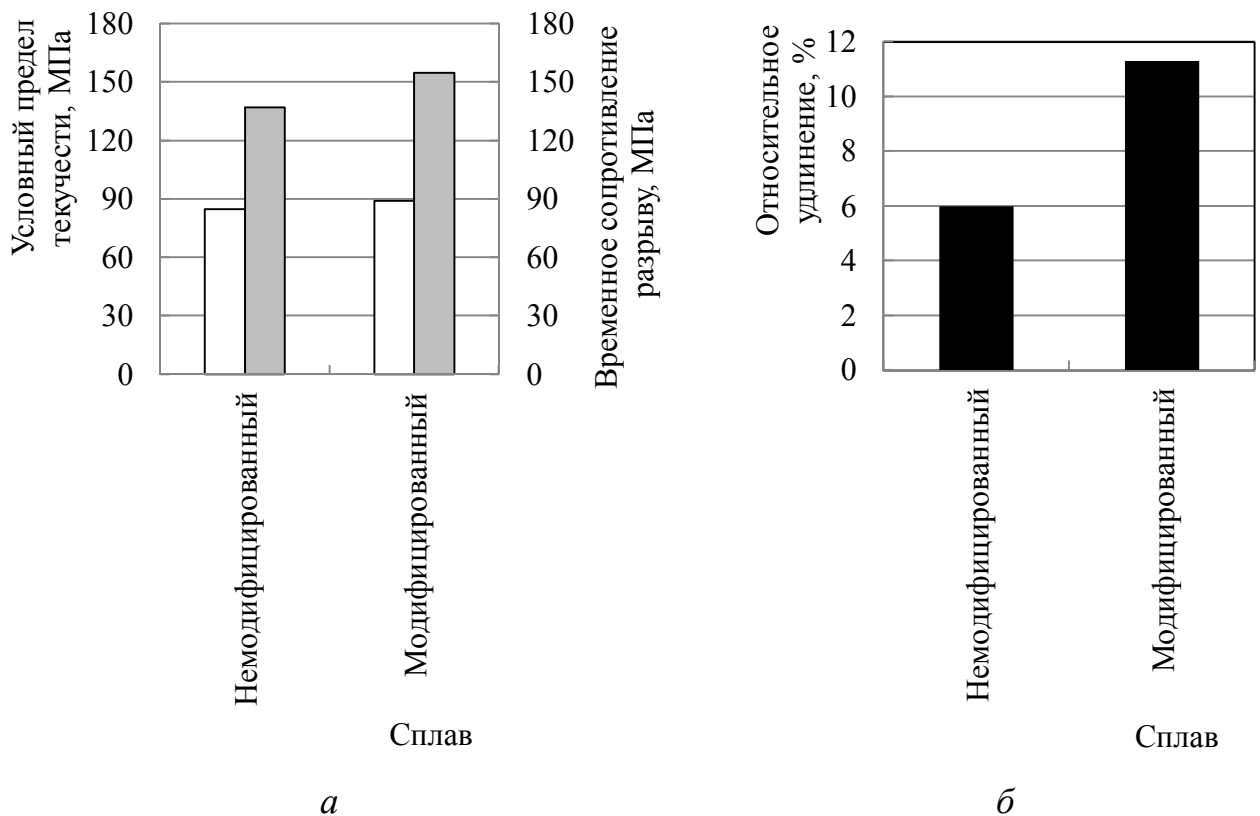 Условный предел
текучести, МПа
180
150
120
90
60
30
0
180
150
120
90
60
30
0
Временное сопротивление
разрыву, МПа
Немодифицированный
Модифицированный
Сплав
а
Относительное
удлинение, %
12
10
8
6
4
2
0
Немодифицированный
Модифицированный
Сплав
б